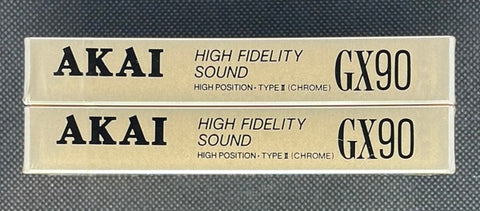 AKAI HIGH FIDELITY SOUND GX90
HIGH POSITION · TYPE II (CHROME)
AKAI HIGH FIDELITY SOUND GX90
HIGH POSITION · TYPE II (CHROME)